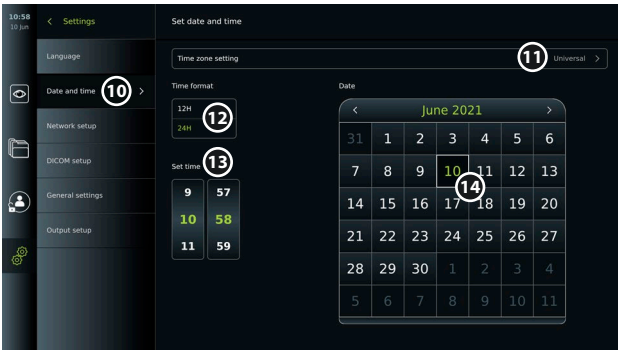 10:58
10 Jun
Settings
Language
Date and time 10
Network setup
DICOM setup
General settings
Output setup
Set date and time
Time zone setting 11 Universal
Time format
12H
24H
12
Set time 13
9 57
10 58
11 59
Date
June 2021
31 1 2 3 4 5 6
7 8 9 10 11 12 13
14
14 15 16 17 18 19 20
21 22 23 24 25 26 27
28 29 30 1 2 3 4
5 6 7 8 9 10 11